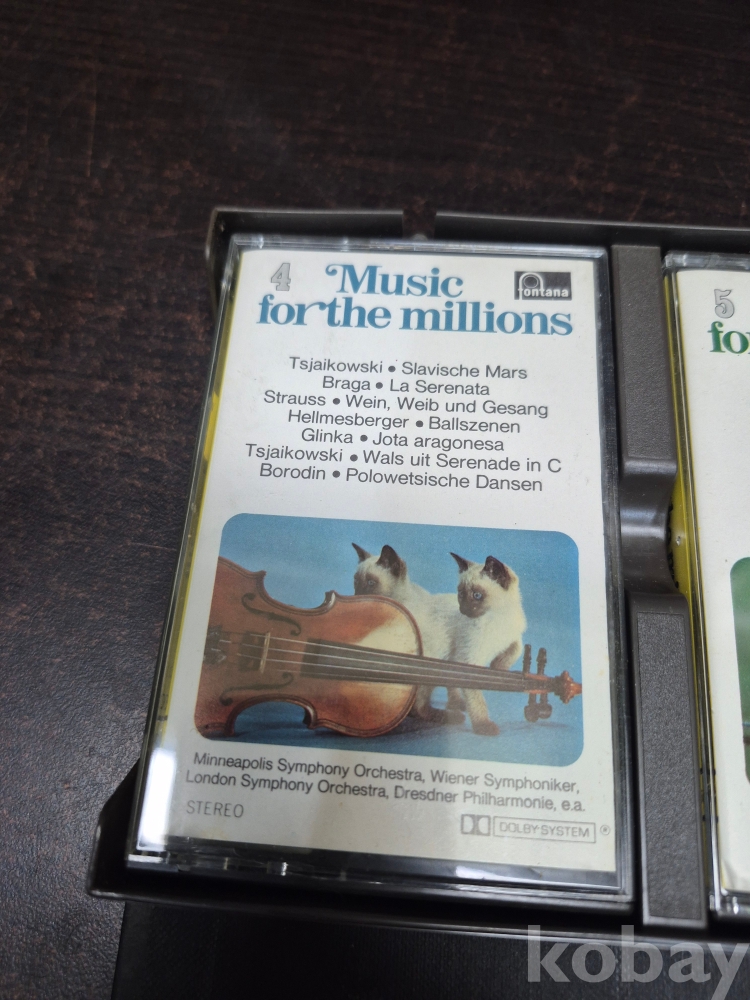 4
Music
for the millions
fontana
Tsjaikowski • Slavische Mars
Braga • La Serenata
Strauss • Wein, Weib und Gesang
Hellmesberger • Ballszenen
Glinka • Jota aragonesa
Tsjaikowski • Wals uit Serenade in C
Borodin • Polowetsische Dansen
Minneapolis Symphony Orchestra, Wiener Symphoniker,
London Symphony Orchestra, Dresdner Philharmonie, e.a.
STEREO
DOLBY SYSTEM ®
5
fo
kobay